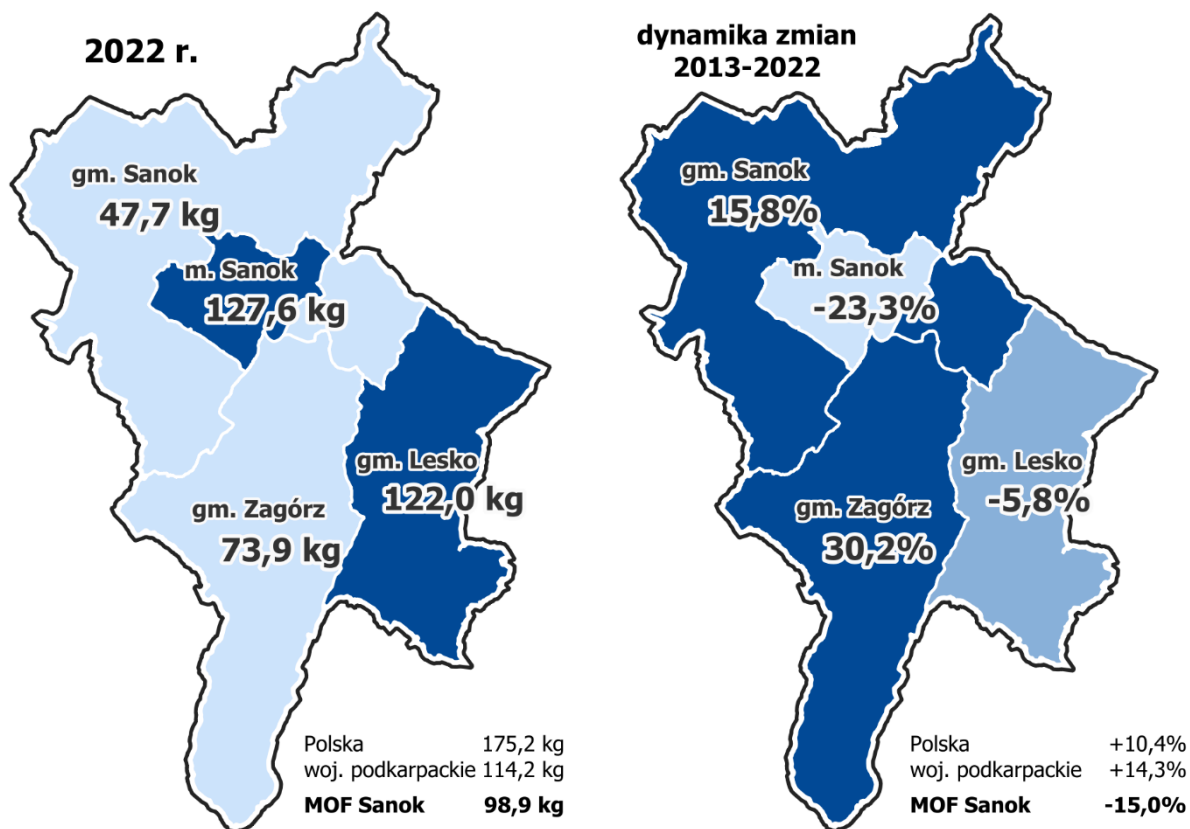 2022 r.
gm. Sanok
47,7 kg
m. Sanok
127,6 kg
gm. Lesko
122,0 kg
gm. Zagórz
73,9 kg
Polska 175,2 kg
woj. podkarpackie 114,2 kg
MOF Sanok 98,9 kg
dynamika zmian
2013-2022
gm. Sanok
15,8%
m. Sanok
-23,3%
gm. Lesko
-5,8%
gm. Zagórz
30,2%
Polska +10,4%
woj. podkarpackie +14,3%
MOF Sanok -15,0%